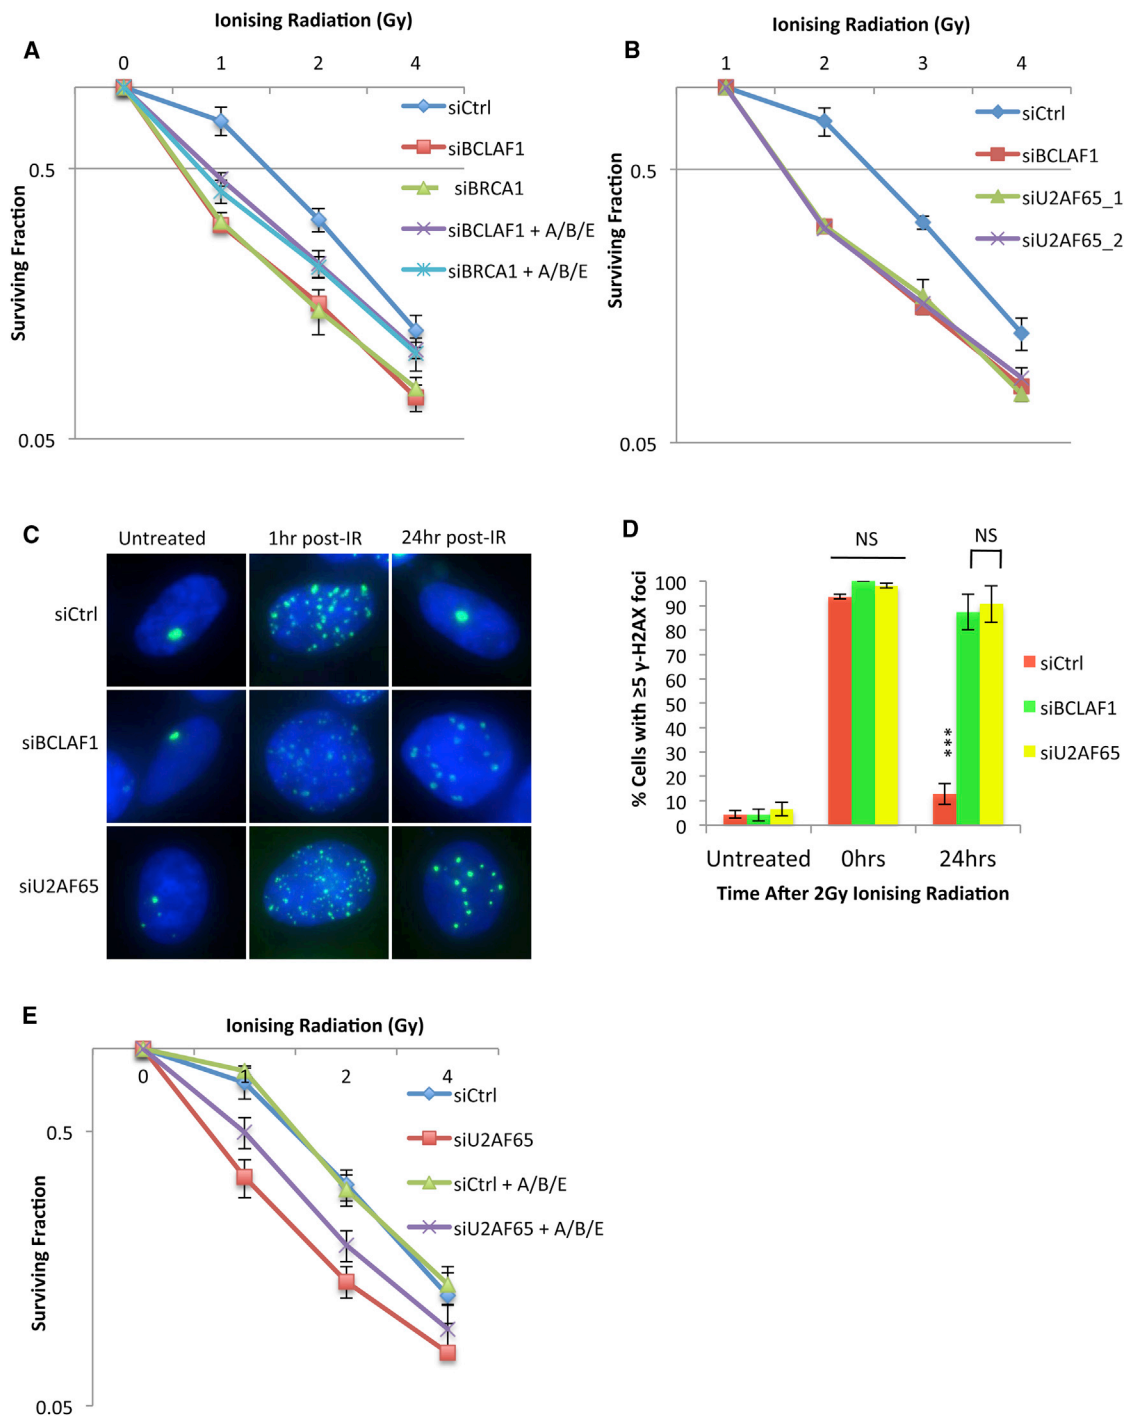 A
Ionising Radiation (Gy)
0 1 2 4
Surviving Fraction
0.5
0.05
siCtrl
siBCLAF1
siBRCA1
siBCLAF1 + A/B/E
siBRCA1 + A/B/E
B
Ionising Radiation (Gy)
1 2 3 4
Surviving Fraction
0.5
0.05
siCtrl
siBCLAF1
siU2AF65_1
siU2AF65_2
C
Untreated 1hr post-IR 24hr post-IR
siCtrl
siBCLAF1
siU2AF65
D
NS
NS
% Cells with ≥5 γ-H2AX foci
100
90
80
70
60
50
40
30
20
10
0
***
Untreated 0hrs 24hrs
Time After 2Gy Ionising Radiation
siCtrl
siBCLAF1
siU2AF65
E
Ionising Radiation (Gy)
0 1 2 4
Surviving Fraction
0.5
0.05
siCtrl
siU2AF65
siCtrl + A/B/E
siU2AF65 + A/B/E